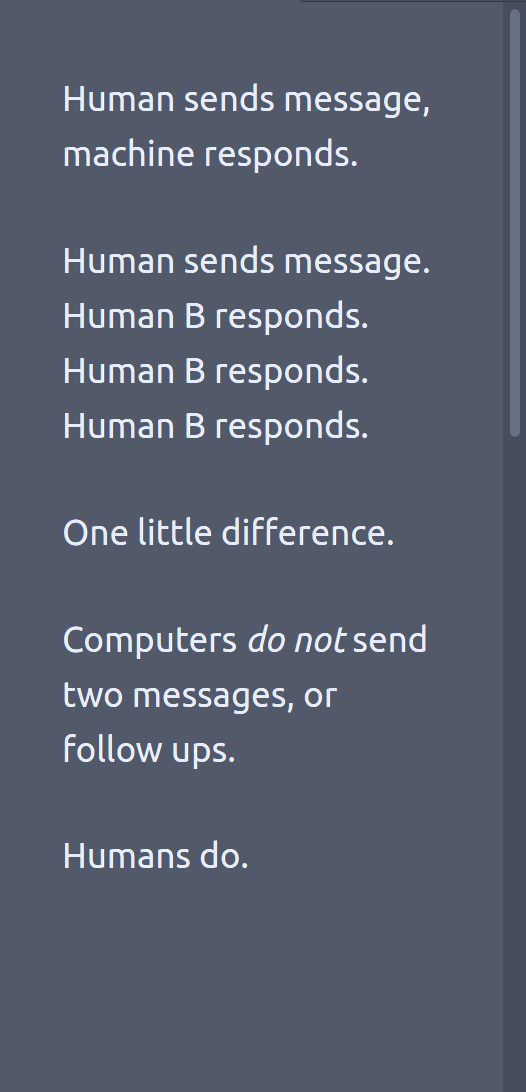 Human sends message,
machine responds.
Human sends message.
Human B responds.
Human B responds.
Human B responds.
One little difference.
Computers do not send
two messages, or
follow ups.
Humans do.